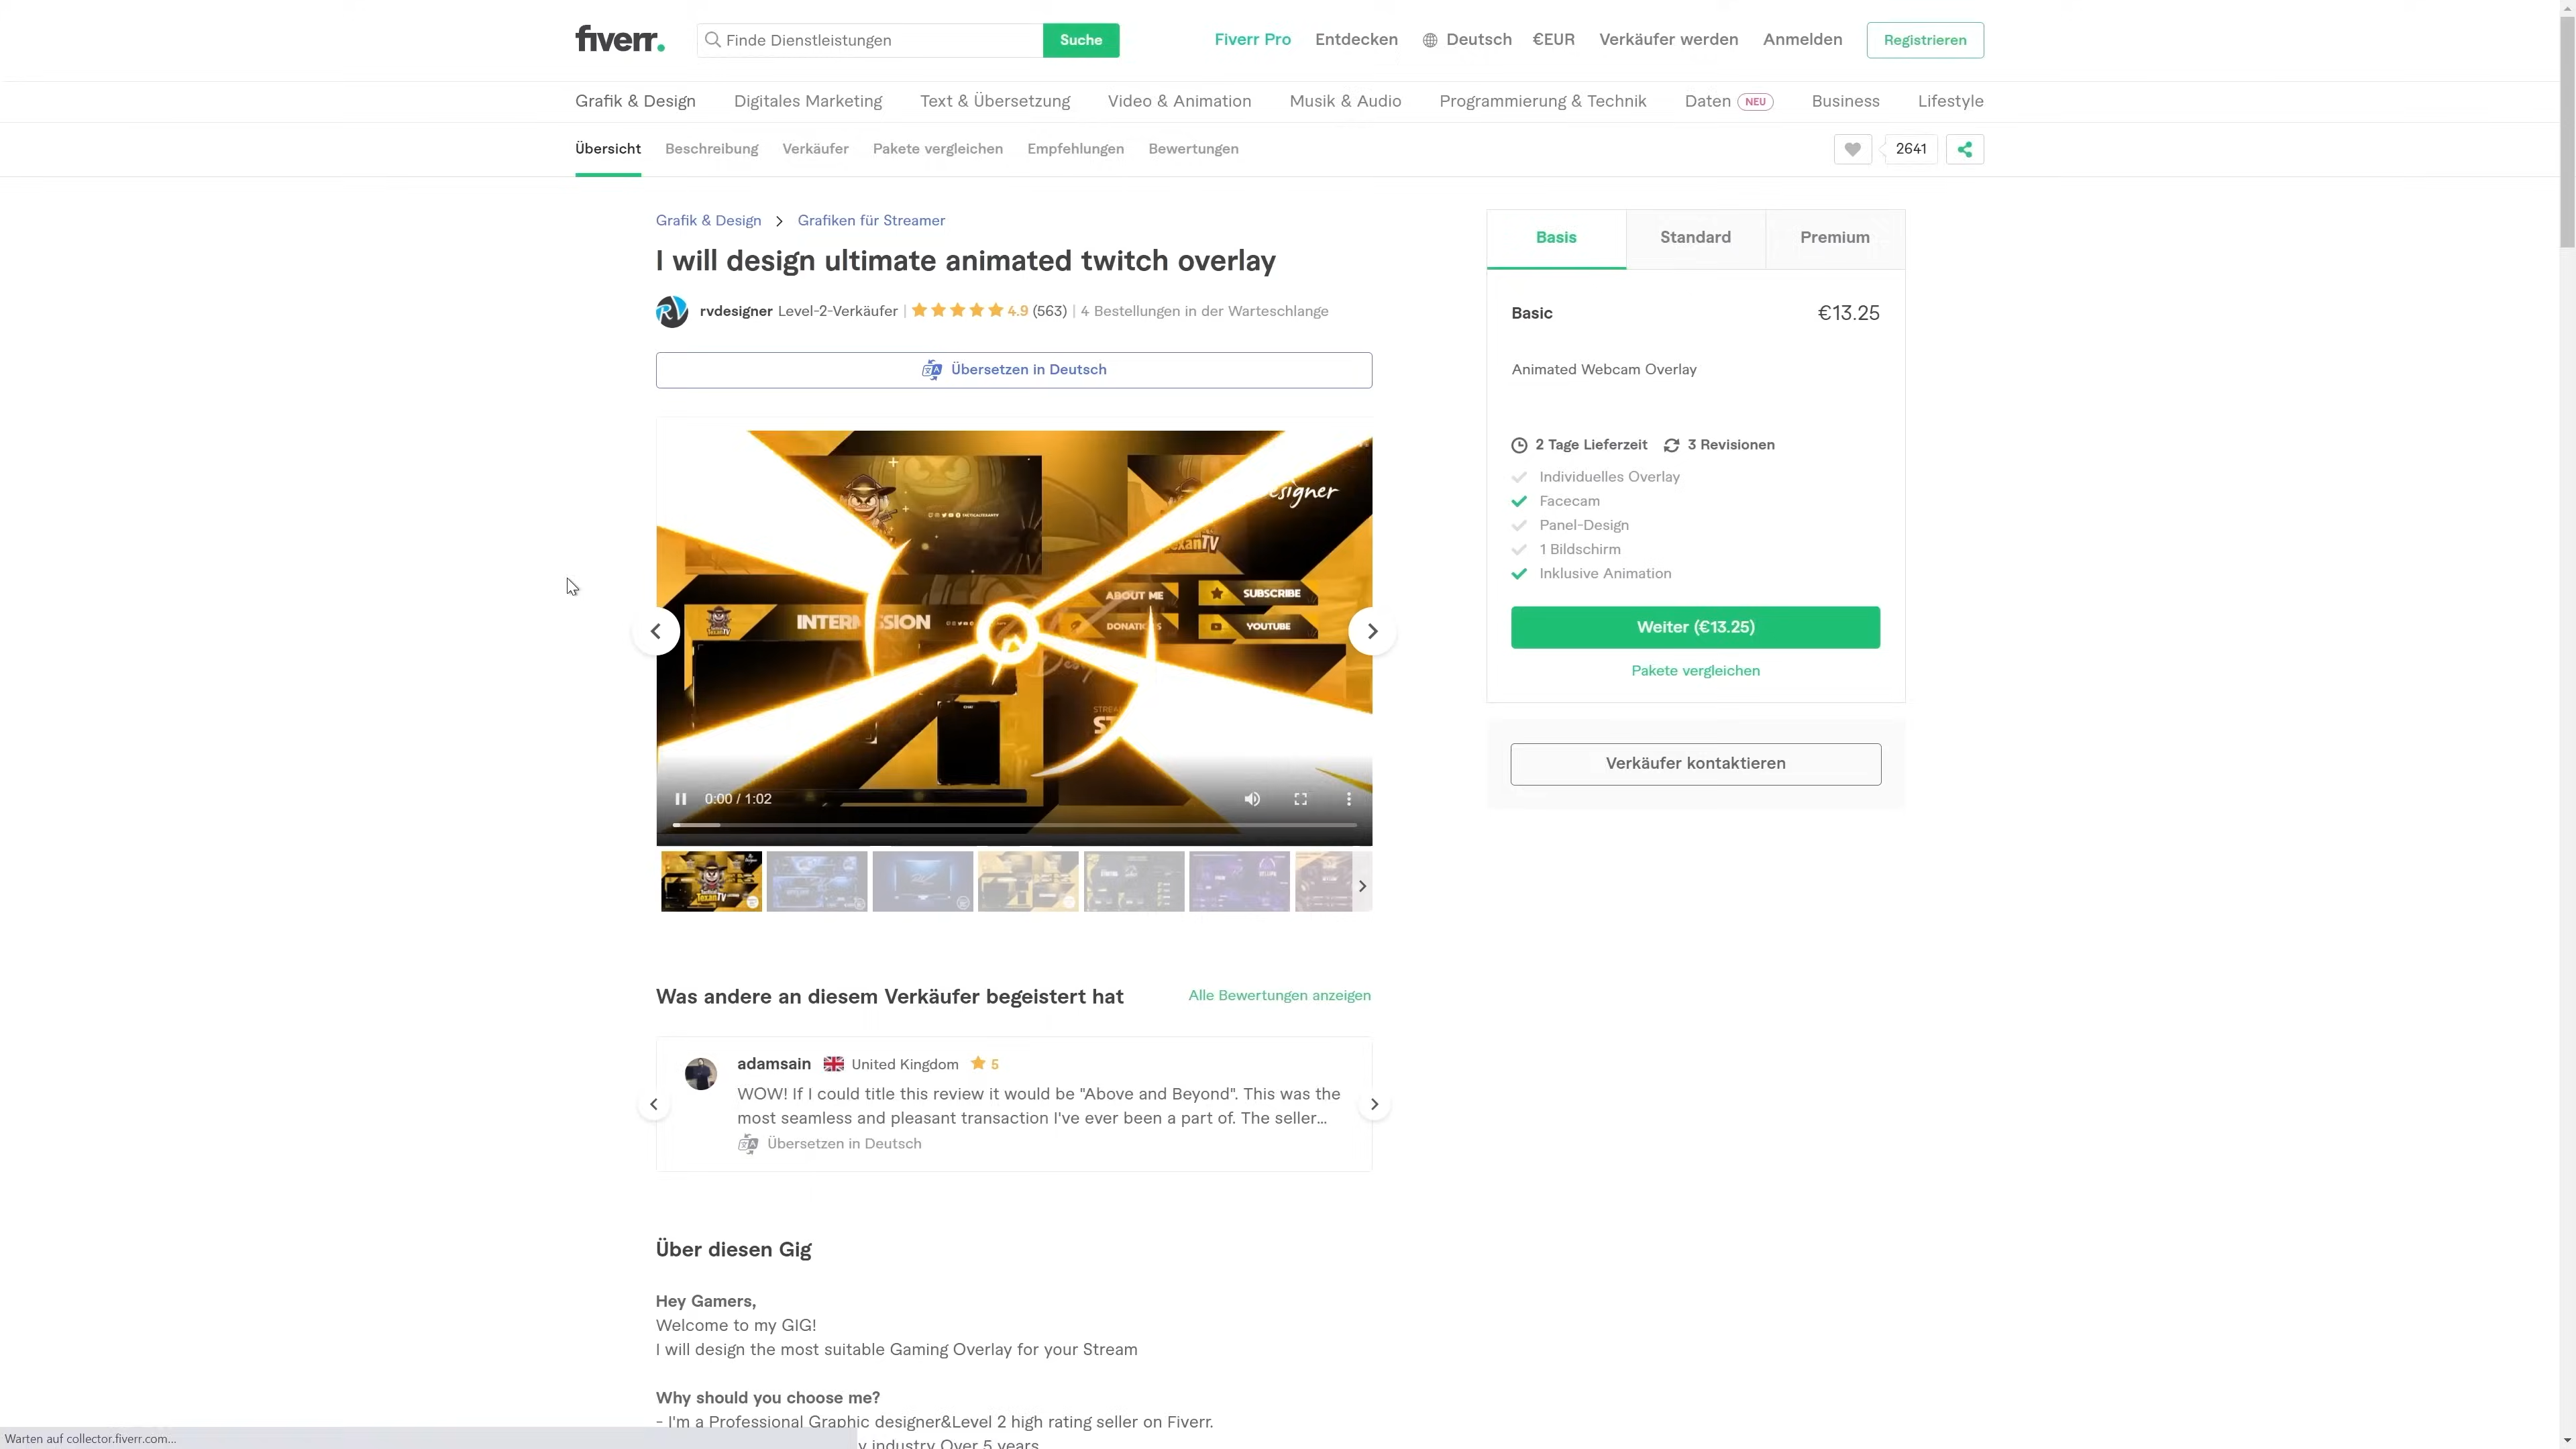 fiverr.
Finde Dienstleistungen
Suche
Fiverr Pro
Entdecken
Deutsch
€EUR
Verkäufer werden
Anmelden
Registrieren
Grafik & Design
Digitales Marketing
Text & Übersetzung
Video & Animation
Musik & Audio
Programmierung & Technik
Daten NEU
Business
Lifestyle
Übersicht
Beschreibung
Verkäufer
Pakete vergleichen
Empfehlungen
Bewertungen
2641
Grafik & Design
Grafiken für Streamer
I will design ultimate animated twitch overlay
rvdesigner Level-2-Verkäufer | 4.9 (563) | 4 Bestellungen in der Warteschlange
Übersetzen in Deutsch
ABOUT ME
SUBSCRIBE
YOUTUBE
0:00 / 1:02
Was andere an diesem Verkäufer begeistert hat
Alle Bewertungen anzeigen
adamsain United Kingdom 5
WOW! If I could title this review it would be "Above and Beyond". This was the
most seamless and pleasant transaction I've ever been a part of. The seller...
Übersetzen in Deutsch
Über diesen Gig
Hey Gamers,
Welcome to my GIG!
I will design the most suitable Gaming Overlay for your Stream
Why should you choose me?
- I'm a Professional Graphic designer&Level 2 high rating seller on Fiverr.
y industry Over 5 years
Basis
Standard
Premium
Basic
€13.25
Animated Webcam Overlay
2 Tage Lieferzeit
3 Revisionen
Individuelles Overlay
Facecam
Panel-Design
1 Bildschirm
Inklusive Animation
Weiter (€13.25)
Pakete vergleichen
Verkäufer kontaktieren
Warten auf collector.fiverr.com...